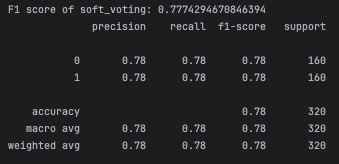 F1 score of soft_voting: 0.7774294670846394
precision recall f1-score support
0 0.78 0.78 0.78 160
1 0.78 0.78 0.78 160
accuracy 0.78 320
macro avg 0.78 0.78 0.78 320
weighted avg 0.78 0.78 0.78 320